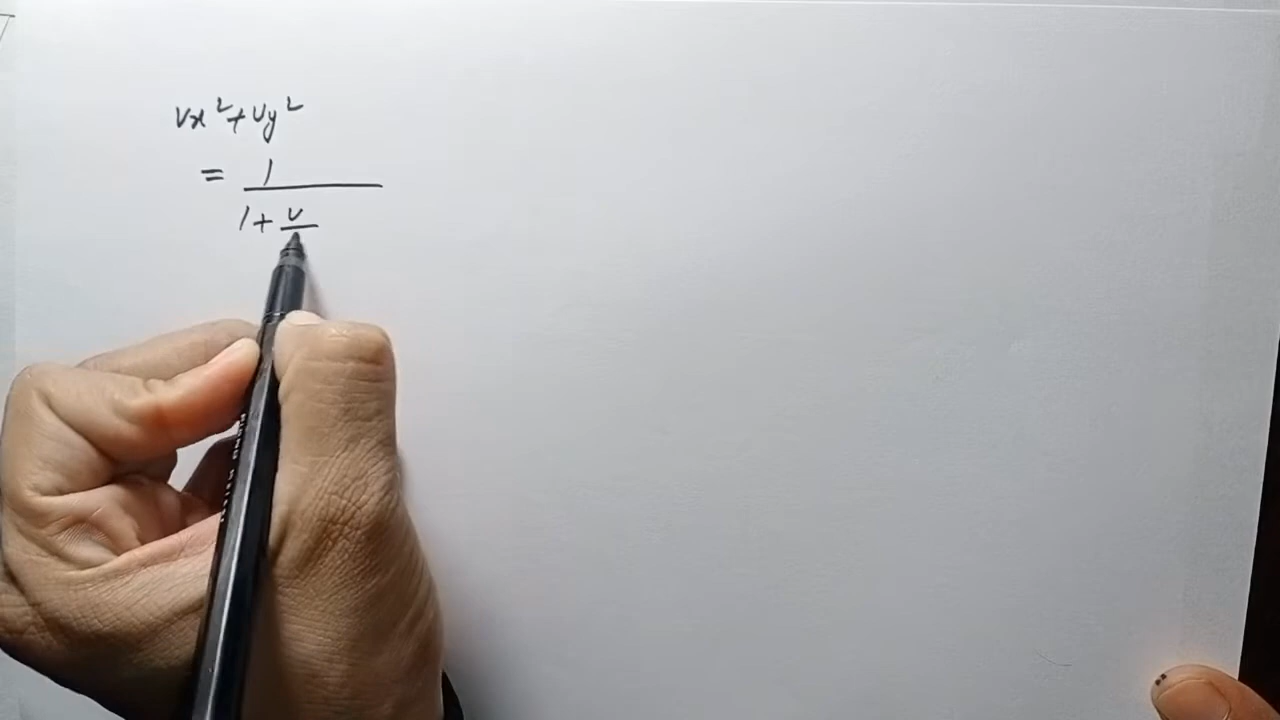 vx²+vy²
= 1
1+ v